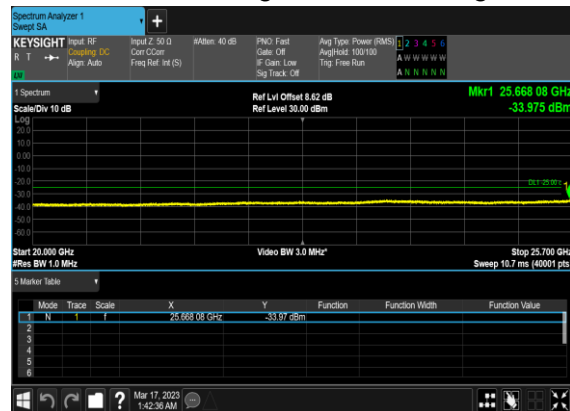 Spectrum Analyzer 1
Swept SA
+
KEYSIGHT Input: RF Input Z: 50 Ω #Atten: 40 dB PNO: Fast Avg Type: Power (RMS) 1 2 3 4 5 6
R T Coupling: DC Corr CCorr Gate: Off Avg|Hold: 100/100 A W W W W W
Align: Auto Freq Ref: Int (S) IF Gain: Low Trig: Free Run
LW Sig Track: Off A N N N N N
1 Spectrum Ref Lvl Offset 8.62 dB Mkr1 25.668 08 GHz
Scale/Div 10 dB Ref Level 30.00 dBm -33.975 dBm
Log
20.0
10.0
0.00
-10.0
-20.0
DL1 -25.00
1
-30.0
-40.0
-50.0
-60.0
Start 20.000 GHz Video BW 3.0 MHz* Stop 25.700 GHz
#Res BW 1.0 MHz Sweep 10.7 ms (40001 pts)
5 Marker Table
Mode Trace Scale X Y Function Function Width Function Value
1 N 1 f 25.668 08 GHz -33.97 dBm
2
3
4
5
6
? Mar 17, 2023
1:42:36 AM